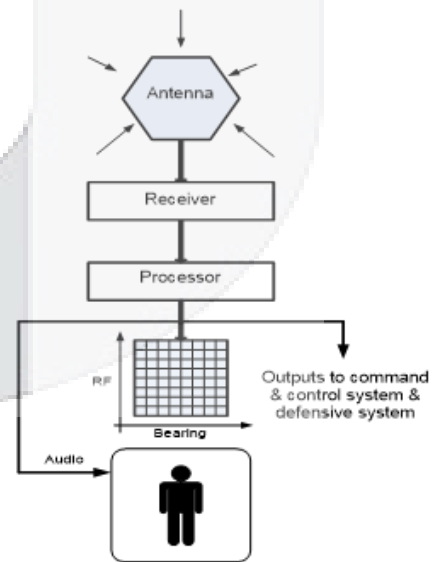 Antenna
Receiver
Processor
RF
Bearing
Outputs to command
& control system &
defensive system
Audio